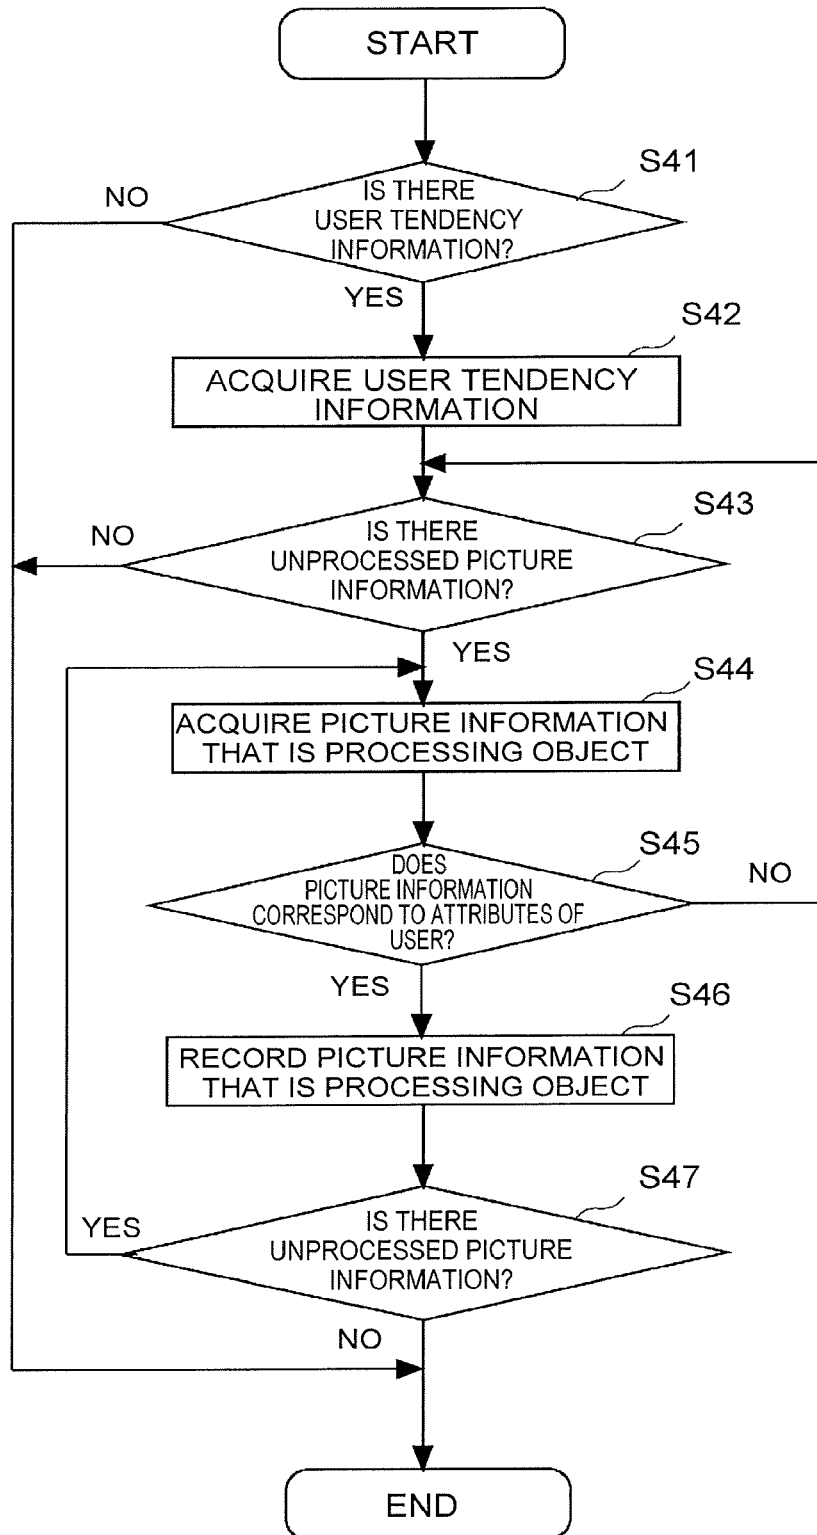 START
S41
NO
IS THERE
USER TENDENCY
INFORMATION?
YES
S42
ACQUIRE USER TENDENCY
INFORMATION
S43
NO
IS THERE
UNPROCESSED PICTURE
INFORMATION?
YES
S44
ACQUIRE PICTURE INFORMATION
THAT IS PROCESSING OBJECT
S45
DOES
PICTURE INFORMATION
CORRESPOND TO ATTRIBUTES OF
USER?
NO
YES
S46
RECORD PICTURE INFORMATION
THAT IS PROCESSING OBJECT
S47
YES
IS THERE
UNPROCESSED PICTURE
INFORMATION?
NO
END